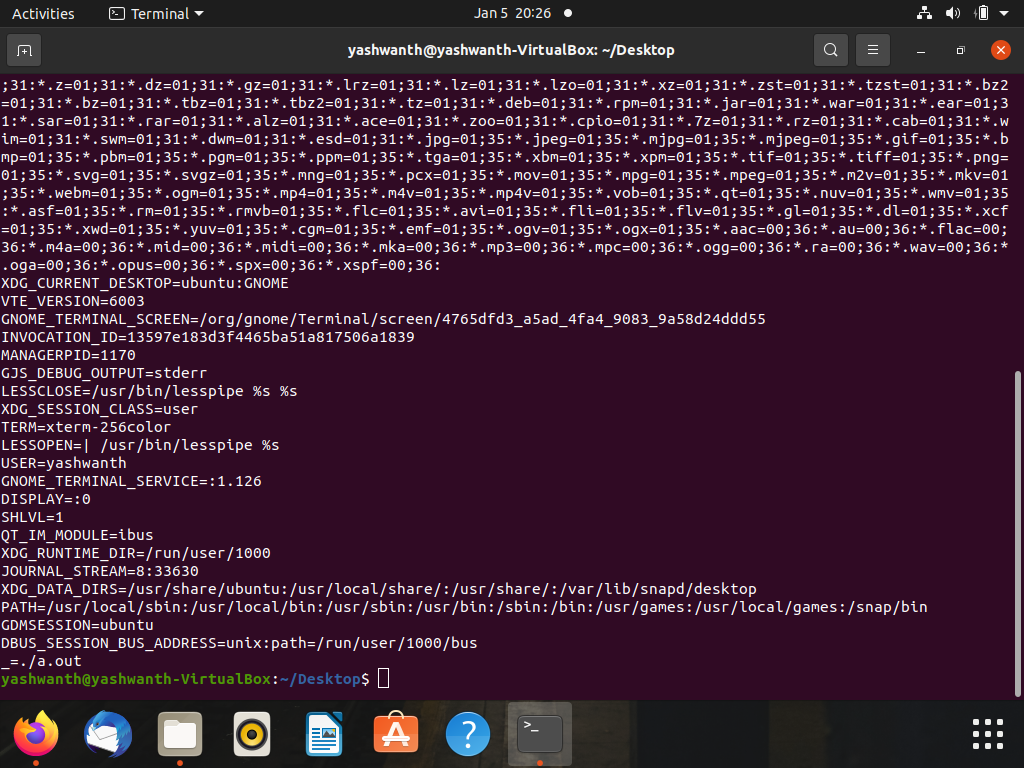 Activities
Terminal
Jan 5 20:26
yashwanth@yashwanth-VirtualBox: ~/Desktop
;31:*.z=01;31:*.dz=01;31:*.gz=01;31:*.lrz=01;31:*.lz=01;31:*.lzo=01;31:*.xz=01;31:*.zst=01;31:*.tzst=01;31:*.bz2
=01;31:*.bz=01;31:*.tbz=01;31:*.tbz2=01;31:*.tz=01;31:*.deb=01;31:*.rpm=01;31:*.jar=01;31:*.war=01;31:*.ear=01;3
1:*.sar=01;31:*.rar=01;31:*.alz=01;31:*.ace=01;31:*.zoo=01;31:*.cpio=01;31:*.7z=01;31:*.rz=01;31:*.cab=01;31:*.w
im=01;31:*.swm=01;31:*.dwm=01;31:*.esd=01;31:*.jpg=01;35:*.jpeg=01;35:*.mjpg=01;35:*.mjpeg=01;35:*.gif=01;35:*.b
mp=01;35:*.pbm=01;35:*.pgm=01;35:*.ppm=01;35:*.tga=01;35:*.xbm=01;35:*.xpm=01;35:*.tif=01;35:*.tiff=01;35:*.png=
01;35:*.svg=01;35:*.svgz=01;35:*.mng=01;35:*.pcx=01;35:*.mov=01;35:*.mpg=01;35:*.mpeg=01;35:*.m2v=01;35:*.mkv=01
;35:*.webm=01;35:*.ogm=01;35:*.mp4=01;35:*.m4v=01;35:*.mp4v=01;35:*.vob=01;35:*.qt=01;35:*.nuv=01;35:*.wmv=01;35
:*.asf=01;35:*.rm=01;35:*.rmvb=01;35:*.flc=01;35:*.avi=01;35:*.fli=01;35:*.flv=01;35:*.gl=01;35:*.dl=01;35:*.xcf
=01;35:*.xwd=01;35:*.yuv=01;35:*.cgm=01;35:*.emf=01;35:*.ogv=01;35:*.ogx=01;35:*.aac=00;36:*.au=00;36:*.flac=00;
36:*.m4a=00;36:*.mid=00;36:*.midi=00;36:*.mka=00;36:*.mp3=00;36:*.mpc=00;36:*.ogg=00;36:*.ra=00;36:*.wav=00;36:*
.oga=00;36:*.opus=00;36:*.spx=00;36:*.xspf=00;36:
XDG_CURRENT_DESKTOP=ubuntu:GNOME
VTE_VERSION=6003
GNOME_TERMINAL_SCREEN=/org/gnome/Terminal/screen/4765dfd3_a5ad_4fa4_9083_9a58d24ddd55
INVOCATION_ID=13597e183d3f4465ba51a817506a1839
MANAGERPID=1170
GJS_DEBUG_OUTPUT=stderr
LESSCLOSE=/usr/bin/lesspipe %s %s
XDG_SESSION_CLASS=user
TERM=xterm-256color
LESSOPEN=| /usr/bin/lesspipe %s
USER=yashwanth
GNOME_TERMINAL_SERVICE=:1.126
DISPLAY=:0
SHLVL=1
QT_IM_MODULE=ibus
XDG_RUNTIME_DIR=/run/user/1000
JOURNAL_STREAM=8:33630
XDG_DATA_DIRS=/usr/share/ubuntu:/usr/local/share/:/usr/share/:/var/lib/snapd/desktop
PATH=/usr/local/sbin:/usr/local/bin:/usr/sbin:/usr/bin:/sbin:/bin:/usr/games:/usr/local/games:/snap/bin
GDMSESSION=ubuntu
DBUS_SESSION_BUS_ADDRESS=unix:path=/run/user/1000/bus
_=./a.out
yashwanth@yashwanth-VirtualBox:~/Desktop$